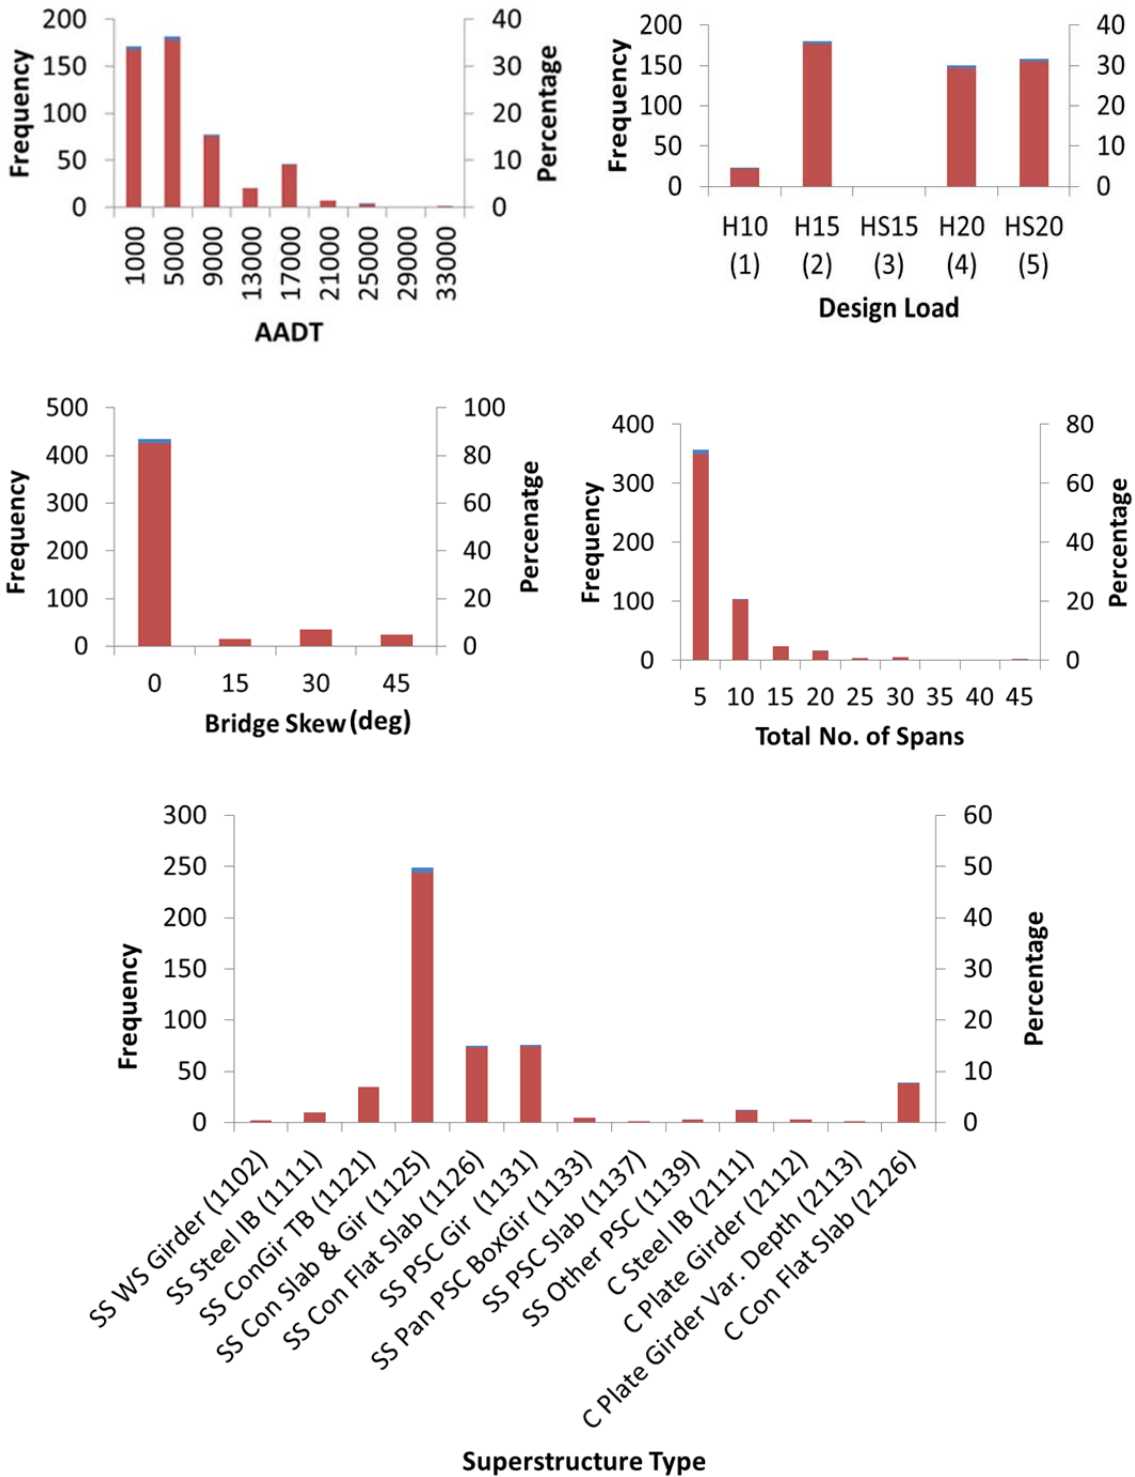 200
150
100
50
0
Frequency
40
30
20
10
0
Percentage
1000
5000
9000
13000
17000
21000
25000
29000
33000
AADT
200
150
100
50
0
Frequency
40
30
20
10
0
Percentage
H10 H15 HS15 H20 HS20
(1) (2) (3) (4) (5)
Design Load
500
400
300
200
100
0
Frequency
100
80
60
40
20
0
Percenatge
0 15 30 45
Bridge Skew (deg)
400
300
200
100
0
Frequency
80
60
40
20
0
Percentage
5 10 15 20 25 30 35 40 45
Total No. of Spans
300
250
200
150
100
50
0
Frequency
60
50
40
30
20
10
0
Percentage
SS WS Girder (1102)
SS Steel IB (1111)
SS ConGir TB (1121)
SS Con Slab & Gir (1125)
SS Con Flat Slab (1126)
SS PSC Gir (1131)
SS Pan PSC BoxGir (1133)
SS PSC Slab (1137)
SS Other PSC (1139)
C Steel IB (2111)
C Plate Girder (2112)
C Plate Girder Var. Depth (2113)
C Con Flat Slab (2126)
Superstructure Type